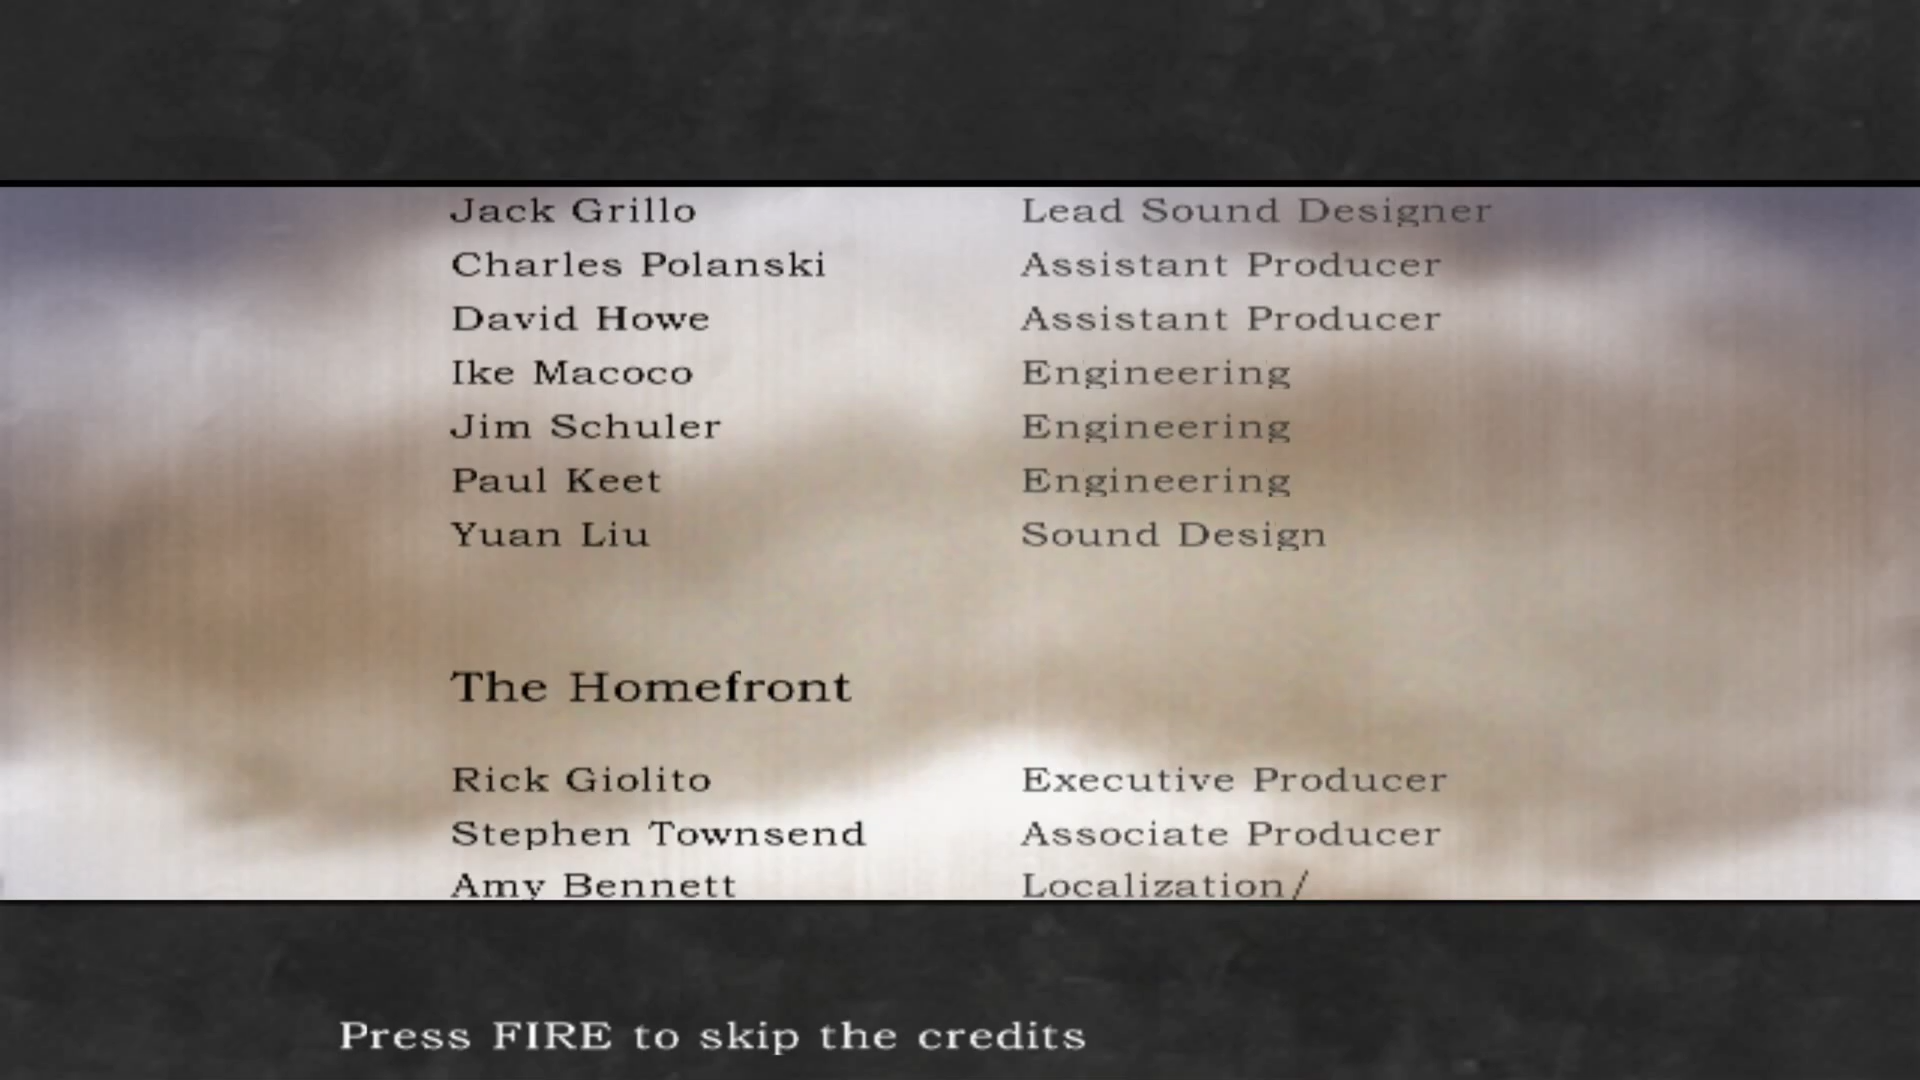 Jack Grillo Lead Sound Designer
Charles Polanski Assistant Producer
David Howe Assistant Producer
Ike Macoco Engineering
Jim Schuler Engineering
Paul Keet Engineering
Yuan Liu Sound Design
The Homefront
Rick Giolito Executive Producer
Stephen Townsend Associate Producer
Amy Bennett Localization/
Press FIRE to skip the credits